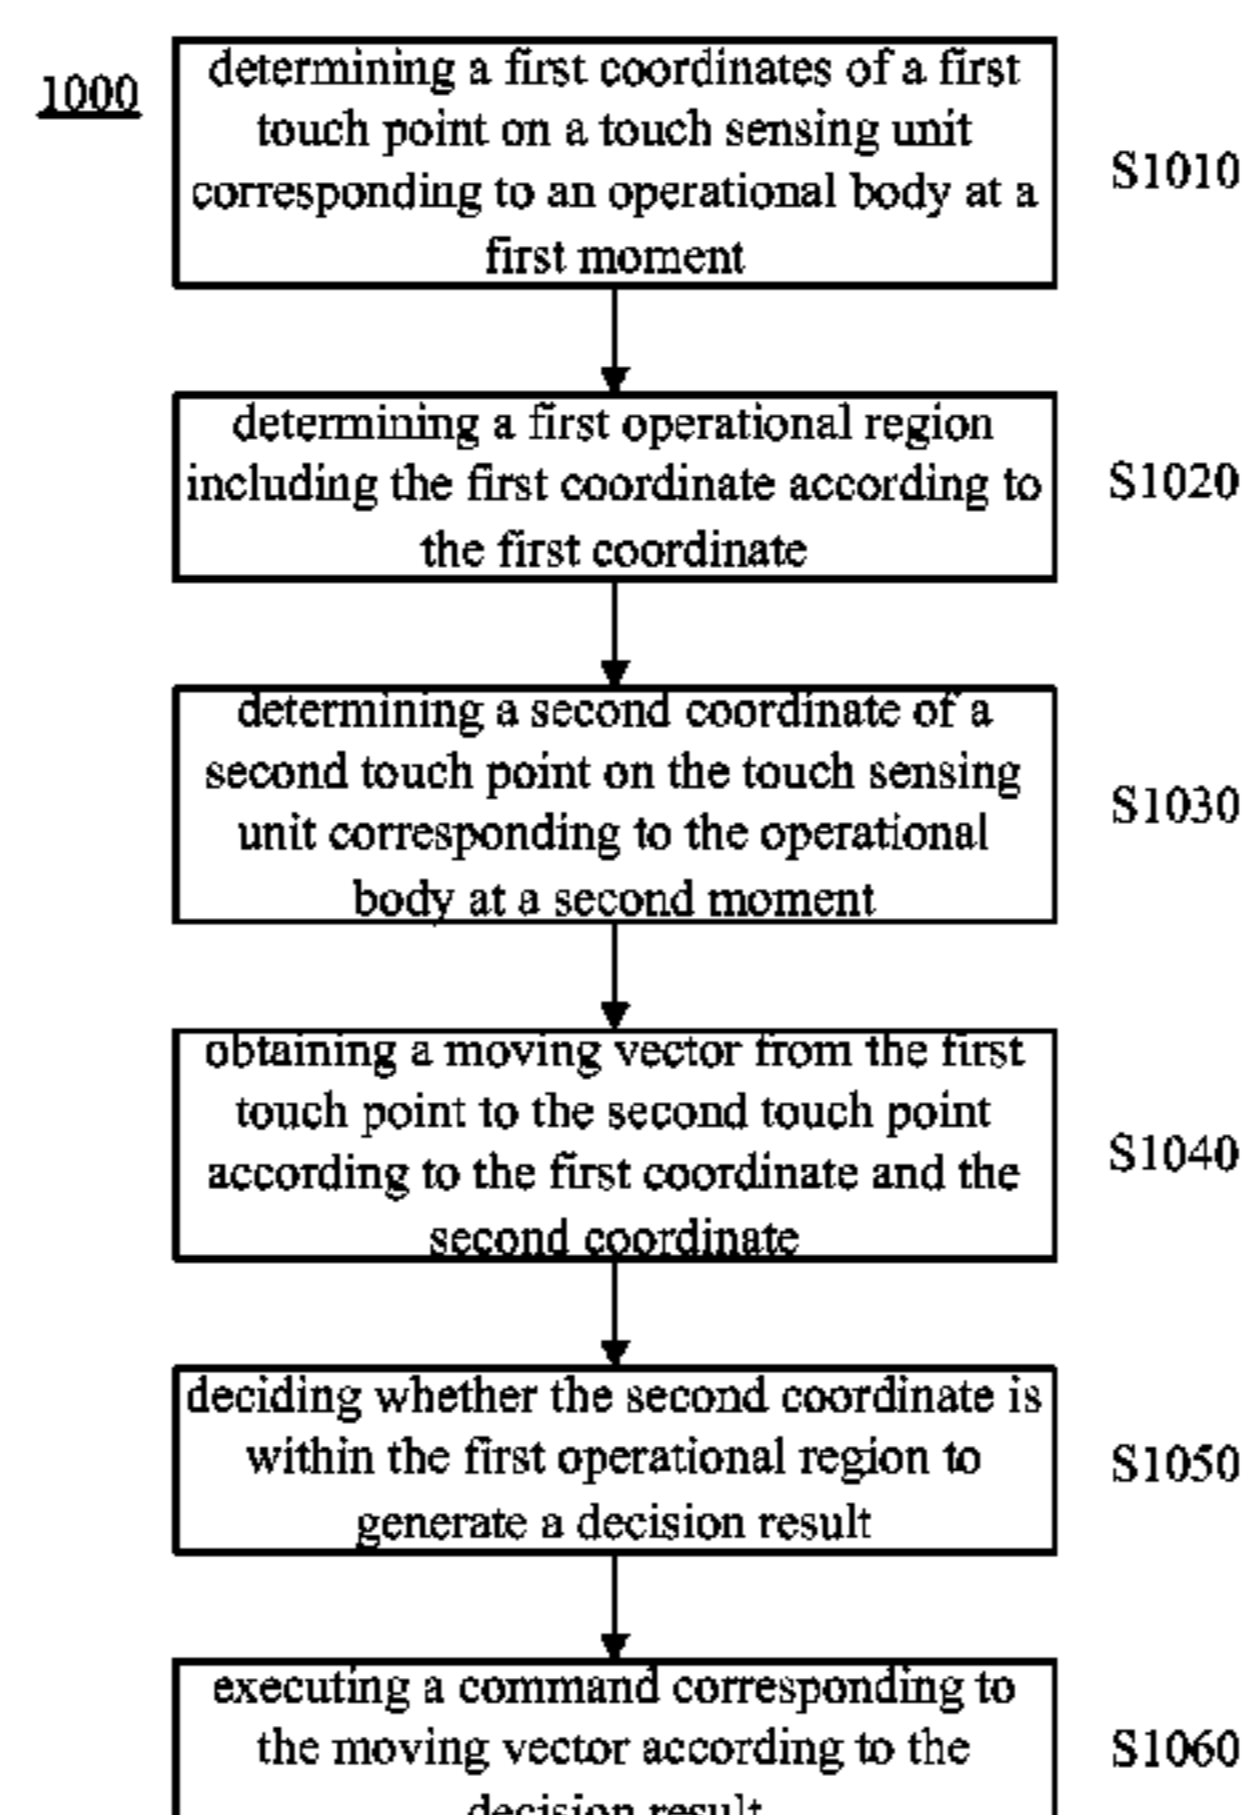 1000
determining a first coordinates of a first
touch point on a touch sensing unit
corresponding to an operational body at a
first moment
S1010
determining a first operational region
including the first coordinate according to
the first coordinate
S1020
determining a second coordinate of a
second touch point on the touch sensing
unit corresponding to the operational
body at a second moment
S1030
obtaining a moving vector from the first
touch point to the second touch point
according to the first coordinate and the
second coordinate
S1040
deciding whether the second coordinate is
within the first operational region to
generate a decision result
S1050
executing a command corresponding to
the moving vector according to the
decision result
S1060